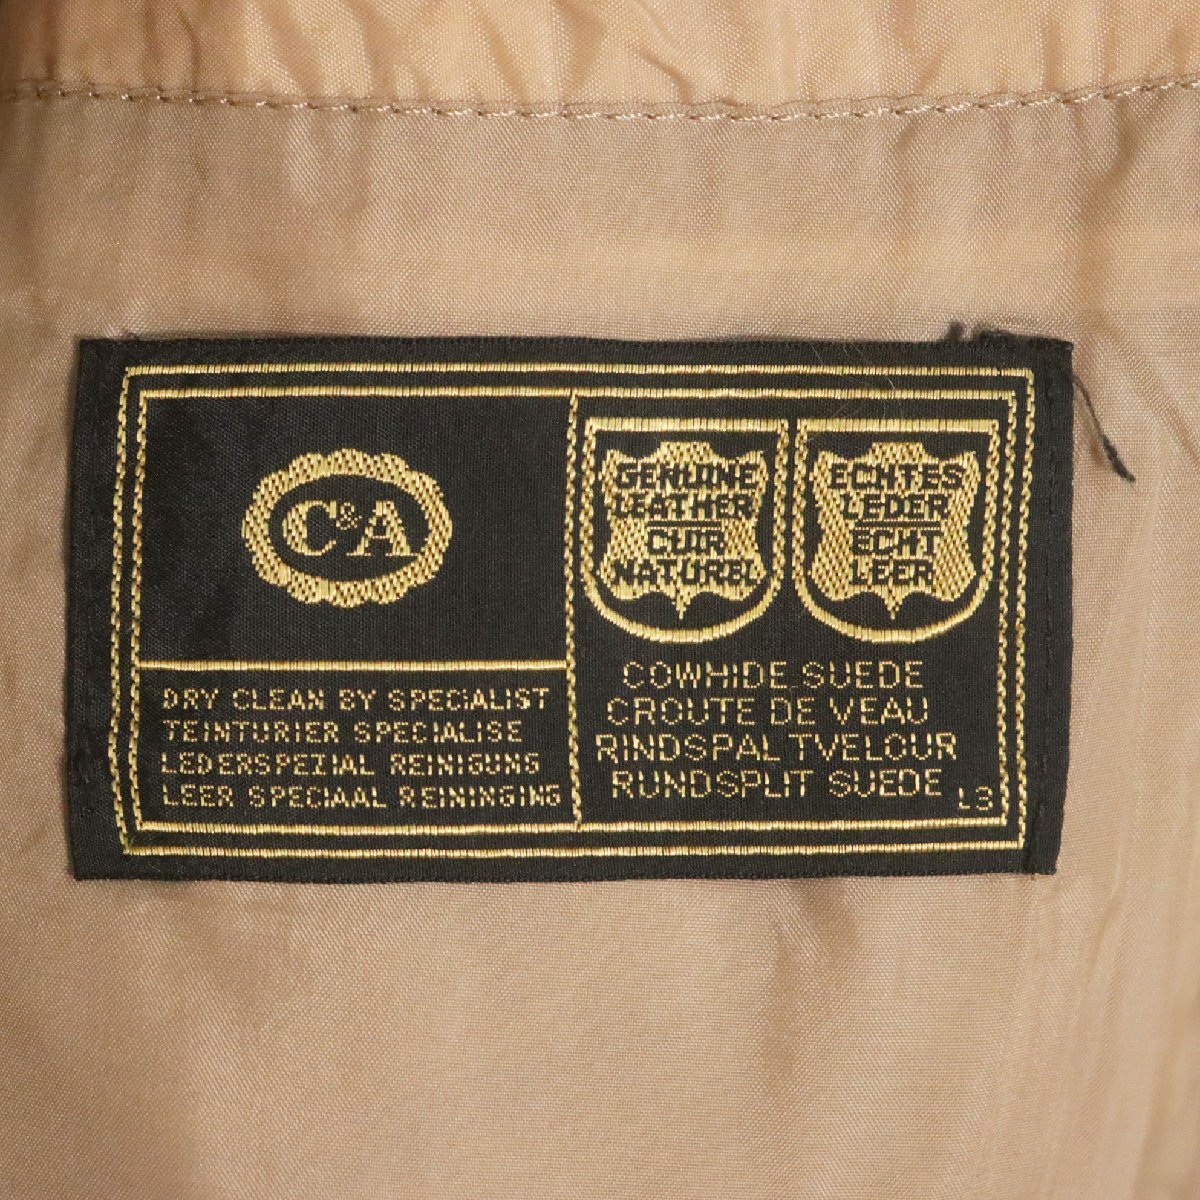 C&A
DRY CLEAN BY SPECIALIST
TEINTURIER SPECIALISE
LEDERSPEZIAL REINIGUNG
LEER SPECIAAL REININGING
GENUINE
LEATHER
CUIR
NATUREL
ECHTES
LEDER
ECHT
LEER
COWHIDE SUEDE
CROUTE DE VEAU
RINDSPALTVELOUR
RUNDSPLIT SUEDE
L3